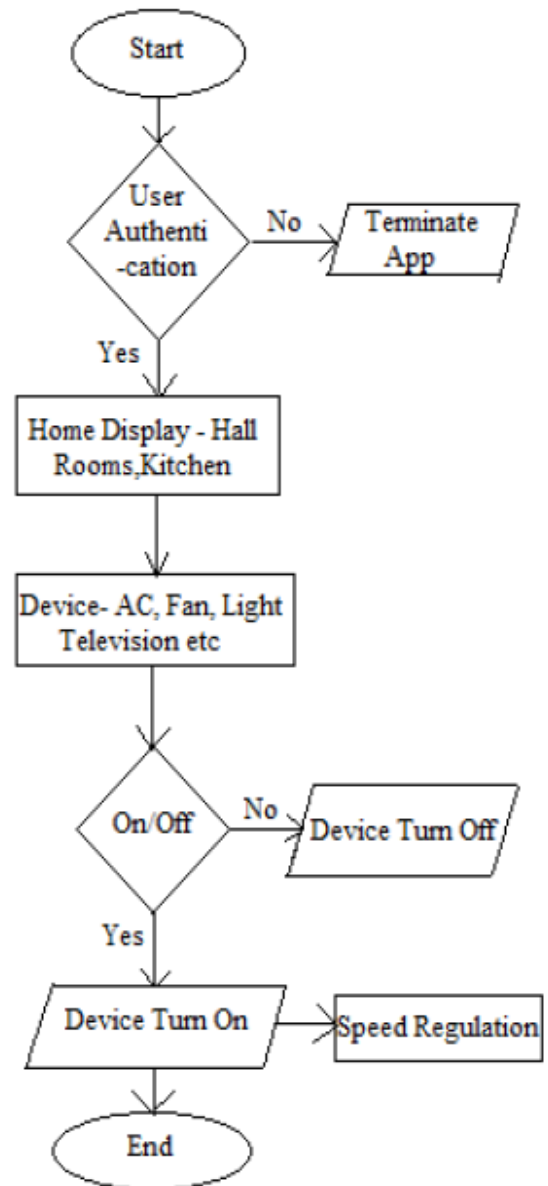 Start
User
Authenti
-cation
No
Terminate
App
Yes
Home Display - Hall
Rooms,Kitchen
Device- AC, Fan, Light
Television etc
On/Off
No
Device Turn Off
Yes
Device Turn On
Speed Regulation
End